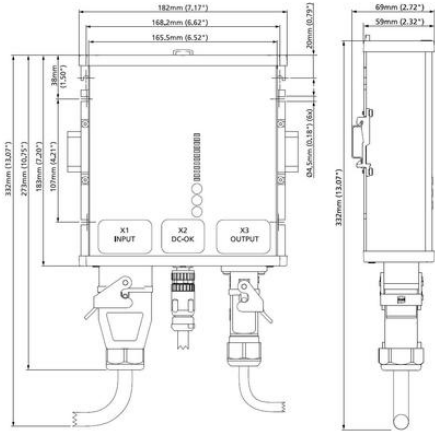 182mm (7,17")
168,2mm (6.62")
165.5mm (6.52")
20mm (0,79")
69mm (2,72")
59mm (2.32")
38mm
(1,50")
332mm (13,07")
273mm (10,75")
183mm (7,20")
107mm (4,21")
Ø4,5mm (0,18") (6x)
332mm (13,07")
X1
INPUT
X2
DC-OK
X3
OUTPUT